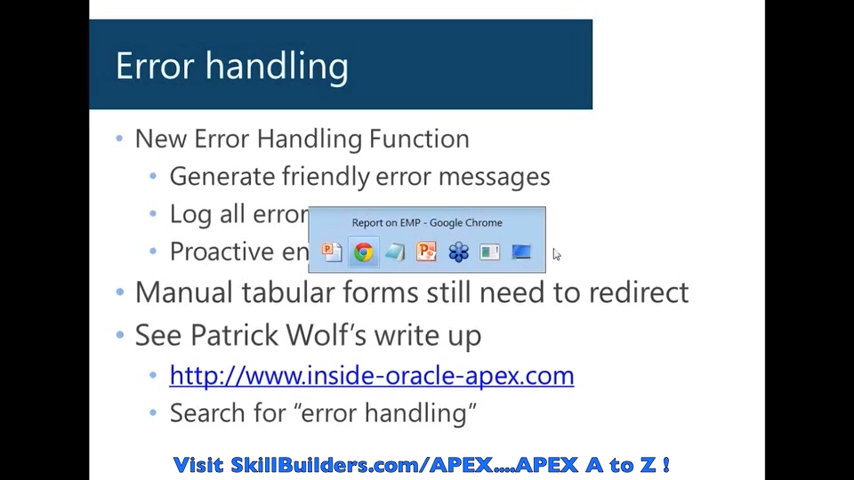 Error handling
• New Error Handling Function
• Generate friendly error messages
• Log all error
Report on EMP - Google Chrome
• Proactive en
• Manual tabular forms still need to redirect
• See Patrick Wolf's write up
• http://www.inside-oracle-apex.com
• Search for “error handling”
Visit SkillBuilders.com/APEX....APEX A to Z !